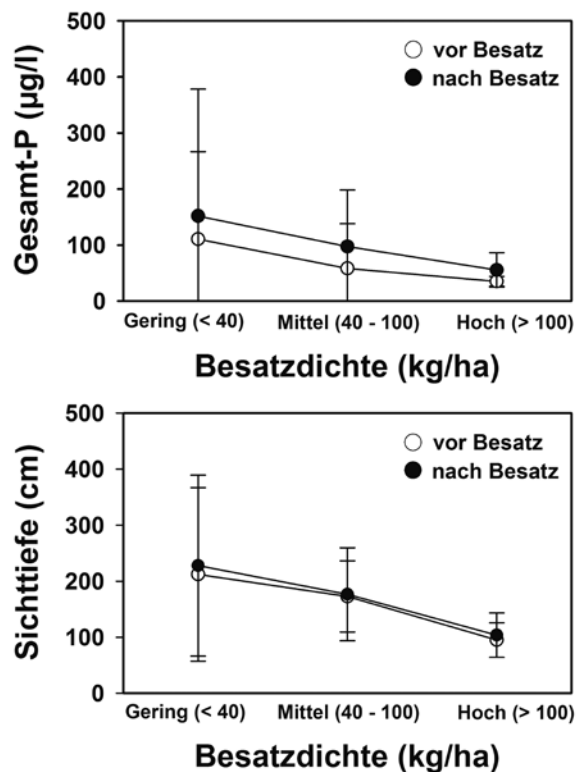 500
vor Besatz
400
nach Besatz
300
200
100
0
Gesamt-P (µg/l)
Gering (< 40) Mittel (40 - 100) Hoch (> 100)
Besatzdichte (kg/ha)
500
vor Besatz
400
nach Besatz
300
200
100
0
Sichttiefe (cm)
Gering (< 40) Mittel (40 - 100) Hoch (> 100)
Besatzdichte (kg/ha)